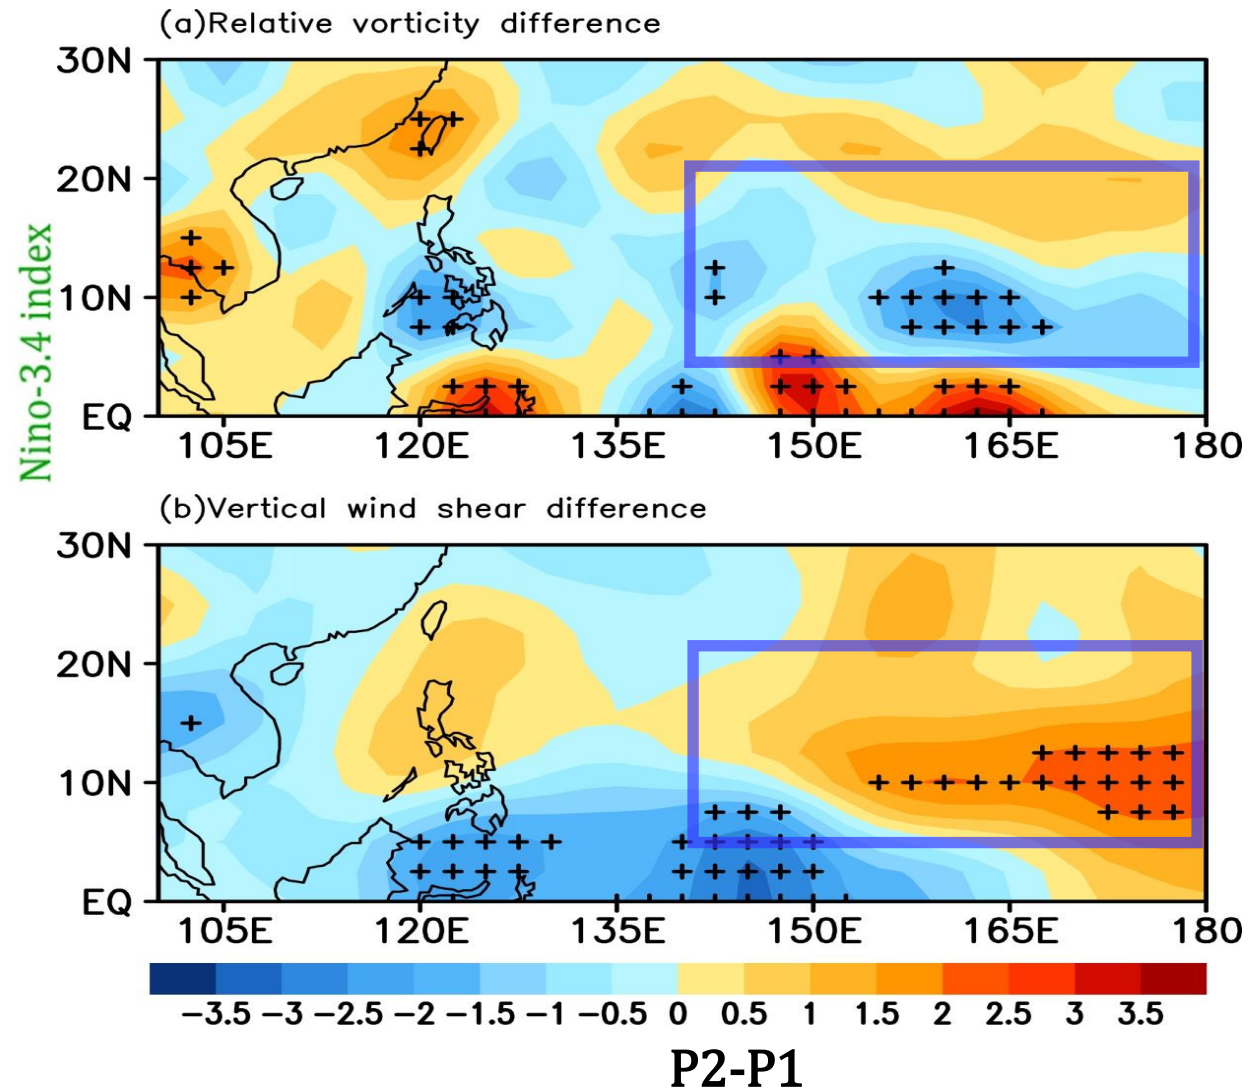 (a)Relative vorticity difference
30N
20N
10N
EQ
105E 120E 135E 150E 165E 180
Nino-3.4 index
(b)Vertical wind shear difference
30N
20N
10N
EQ
105E 120E 135E 150E 165E 180
−3.5 −3 −2.5 −2 −1.5 −1 −0.5 0 0.5 1 1.5 2 2.5 3 3.5
P2-P1